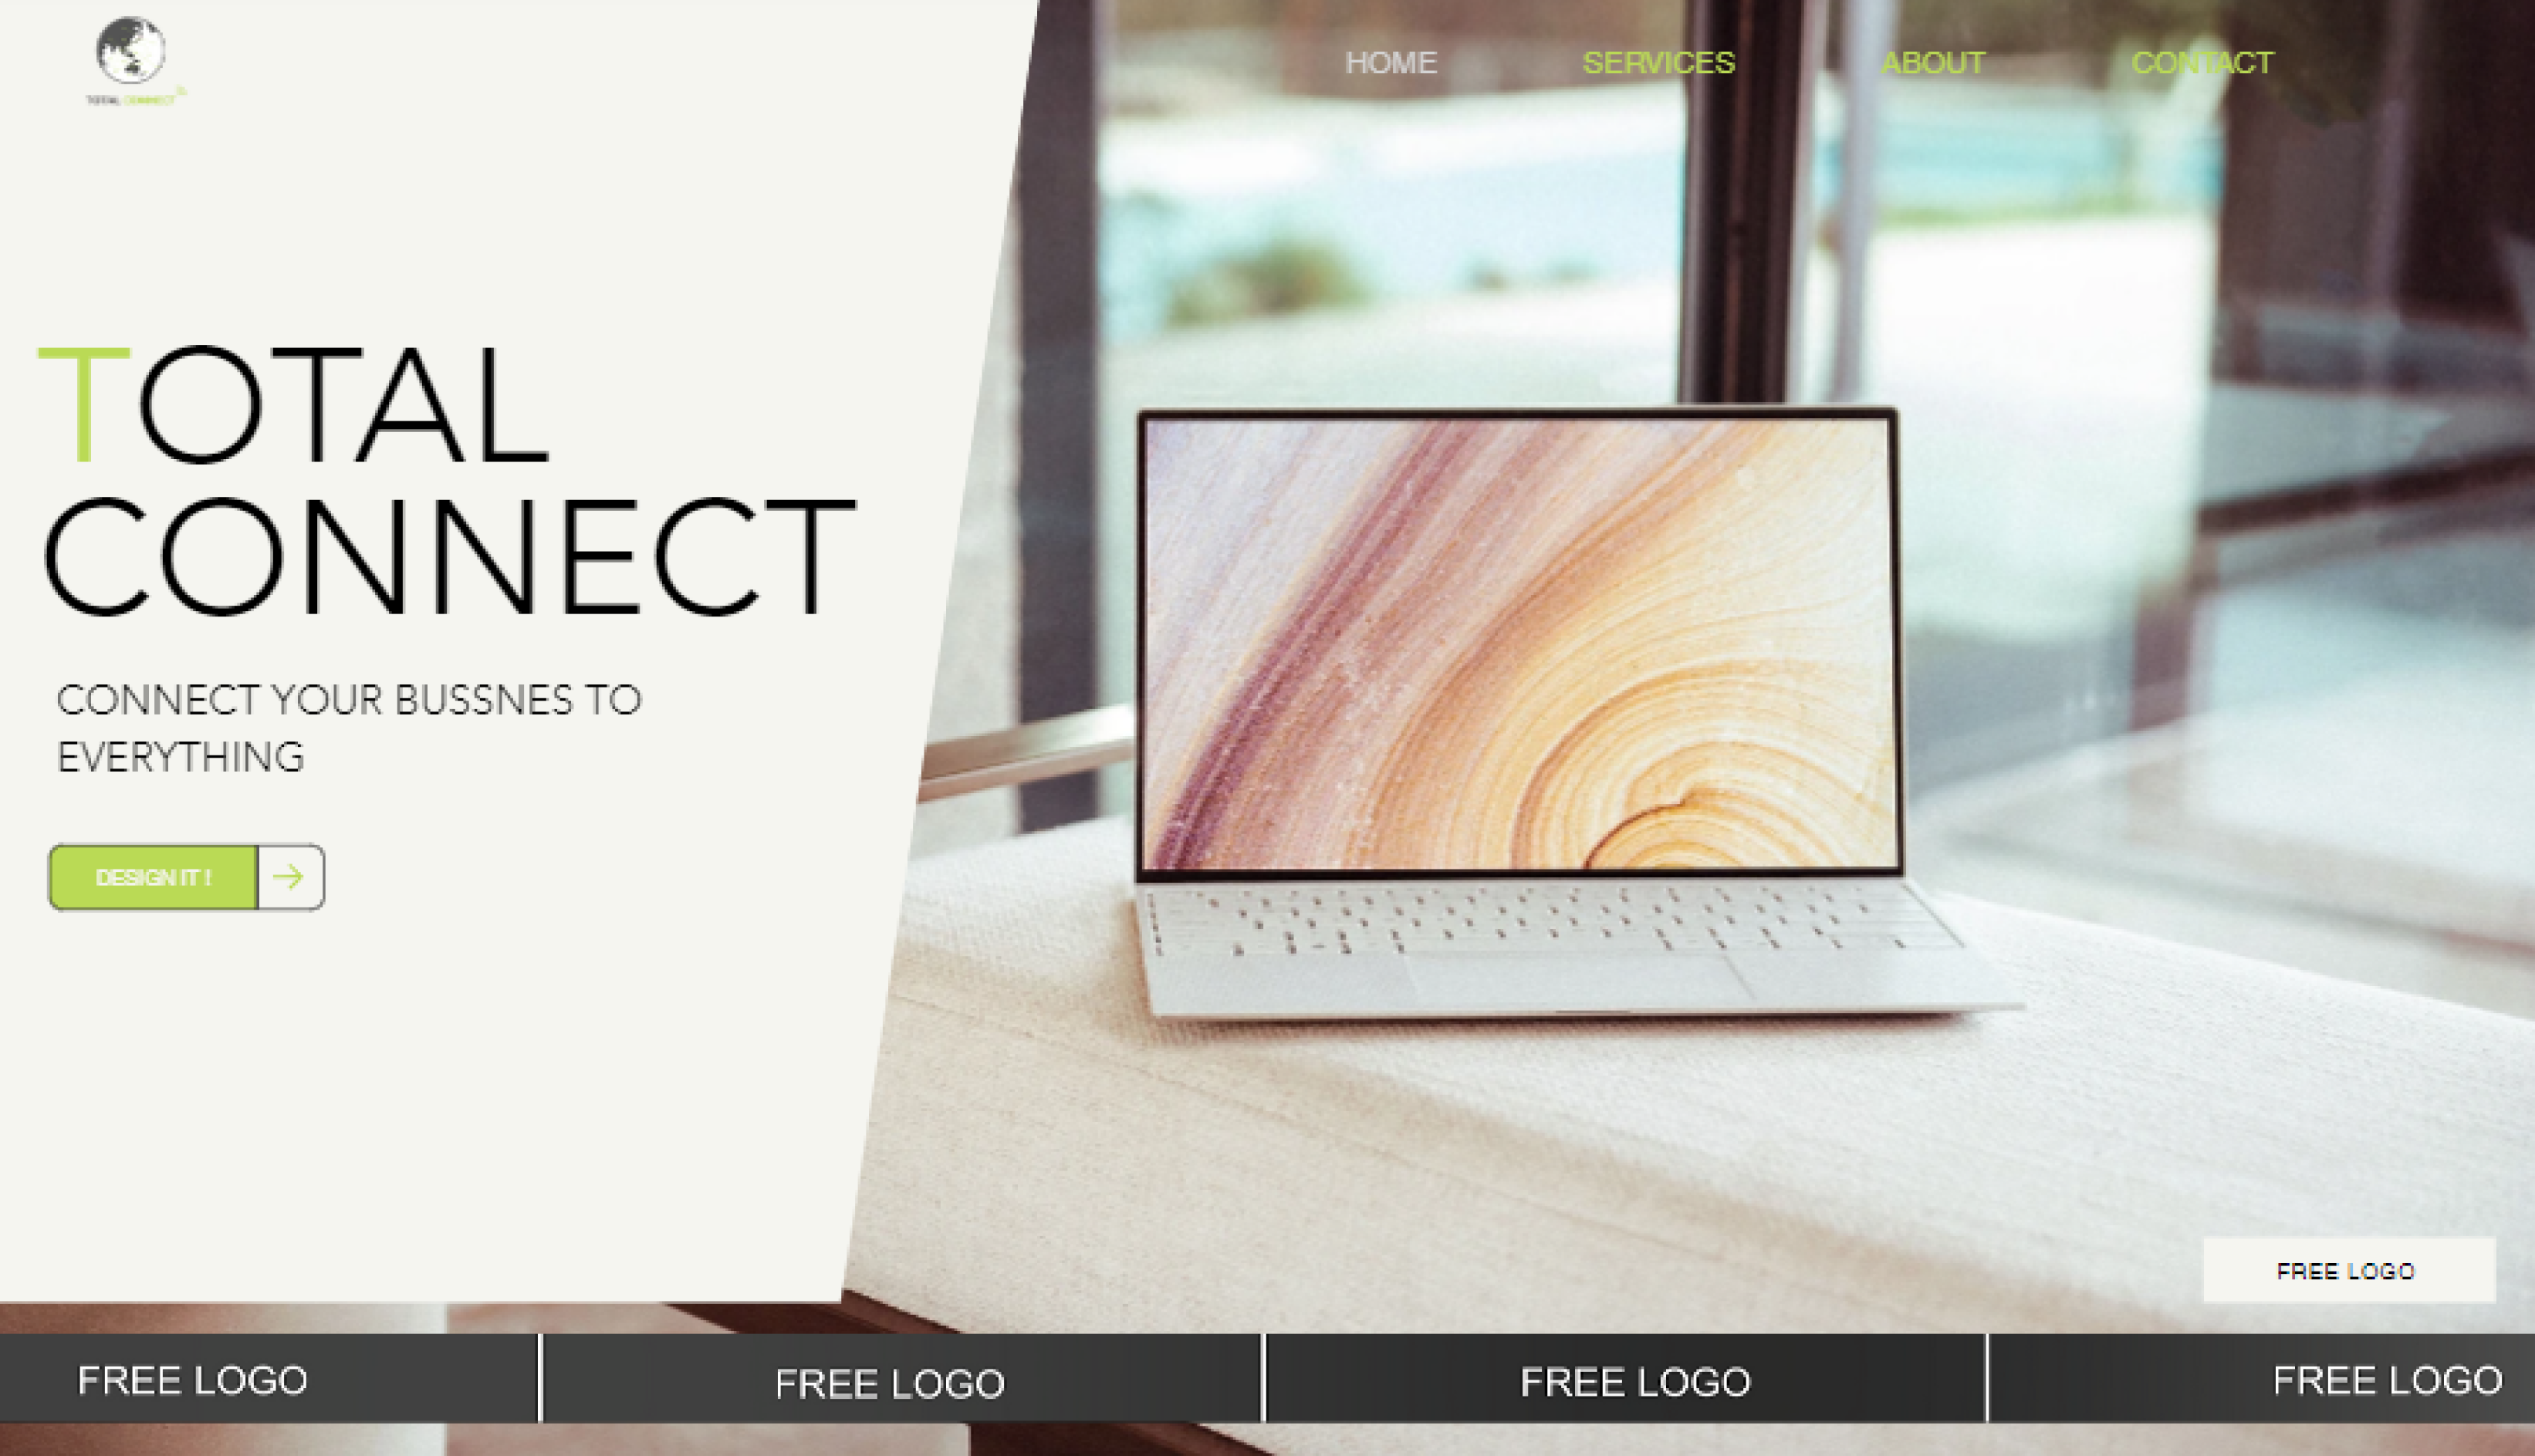 HOME SERVICES ABOUT CONTACT
TOTAL CONNECT
TOTAL
CONNECT
CONNECT YOUR BUSSNES TO
EVERYTHING
DESIGN IT !
FREE LOGO
FREE LOGO FREE LOGO FREE LOGO FREE LOGO